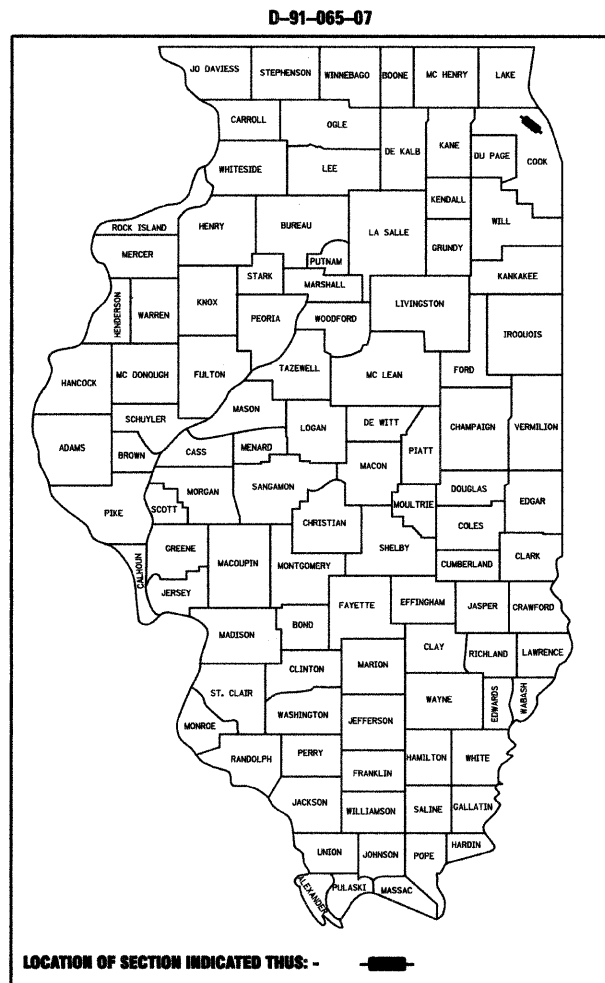 D-91-065-07
JO DAVIESS
STEPHENSON
WINNEBAGO
BOONE
MC HENRY
LAKE
CARROLL
OGLE
DE KALB
KANE
DU PAGE
COOK
WHITESIDE
LEE
KENDALL
WILL
ROCK ISLAND
HENRY
BUREAU
LA SALLE
GRUNDY
MERCER
PUTNAM
KANKAKEE
STARK
MARSHALL
HENDERSON
WARREN
KNOX
LIVINGSTON
PEORIA
WOODFORD
IROQUOIS
HANCOCK
MC DONOUGH
FULTON
TAZEWELL
MC LEAN
FORD
MASON
SCHUYLER
LOGAN
DE WITT
CHAMPAIGN
VERMILION
ADAMS
BROWN
CASS
MENARD
PIATT
MACON
SANGAMON
MORGAN
DOUGLAS
EDGAR
PIKE
SCOTT
MOULTRIE
CHRISTIAN
COLES
GREENE
SHELBY
CLARK
CALHOUN
MACOUPIN
MONTGOMERY
CUMBERLAND
JERSEY
FAYETTE
EFFINGHAM
JASPER
CRAWFORD
MADISON
BOND
CLAY
RICHLAND
LAWRENCE
CLINTON
MARION
ST. CLAIR
WAYNE
EDWARDS
WABASH
WASHINGTON
JEFFERSON
MONROE
RANDOLPH
PERRY
HAMILTON
WHITE
FRANKLIN
JACKSON
WILLIAMSON
SALINE
GALLATIN
UNION
JOHNSON
POPE
HARDIN
ALEXANDER
PULASKI
MASSAC
LOCATION OF SECTION INDICATED THUS: -